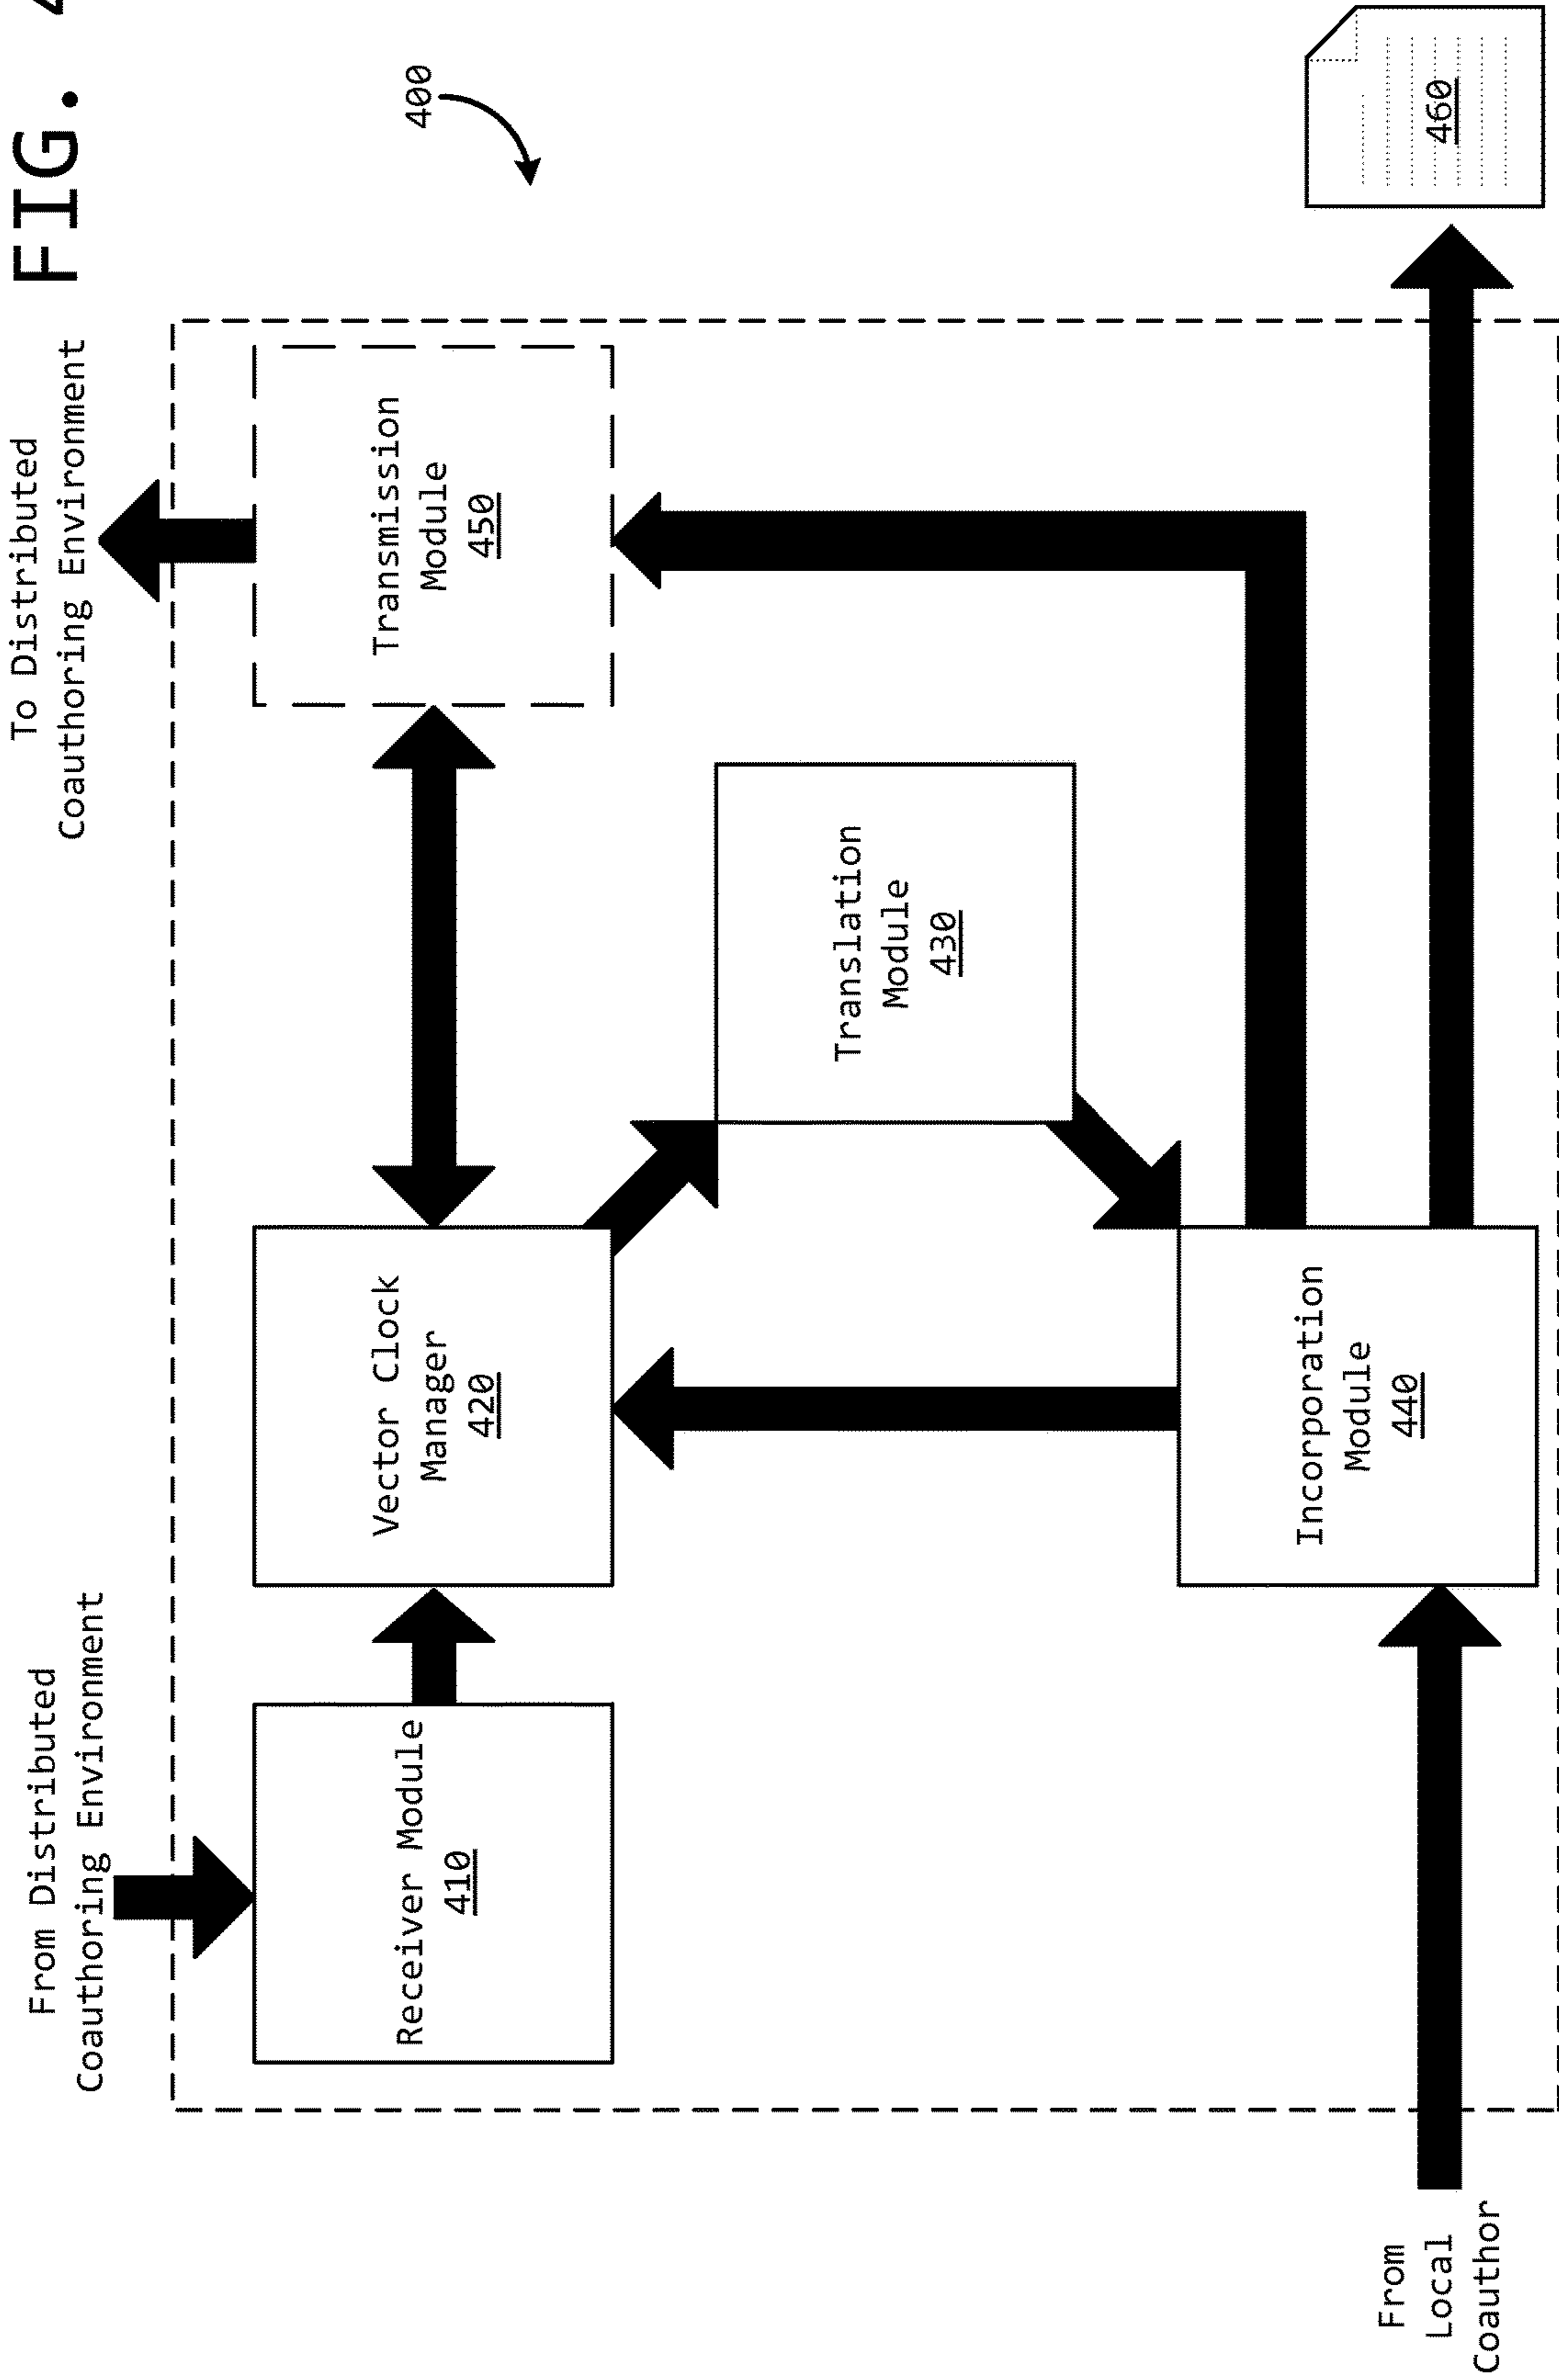 FIG. 4
400
From Distributed
Coauthoring Environment
To Distributed
Coauthoring Environment
Receiver Module
410
Vector Clock
Manager
420
Transmission
Module
450
Translation
Module
430
Incorporation
Module
440
460
From
Local
Coauthor